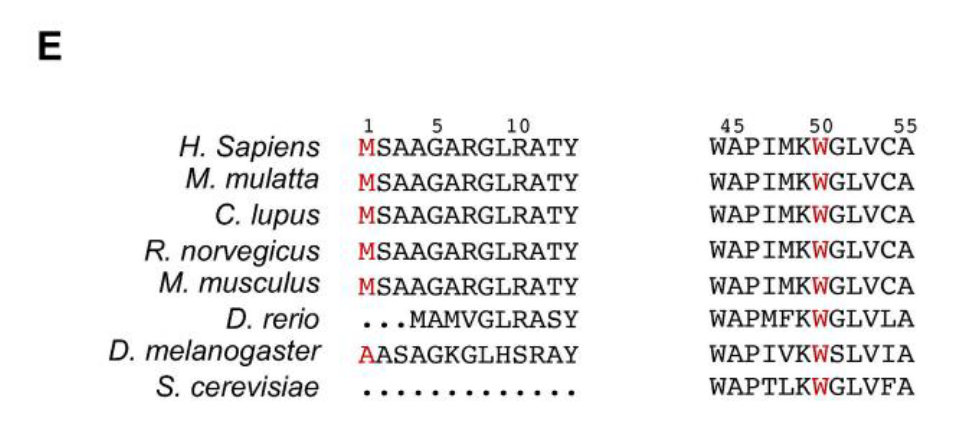 E
1 5 10 45 50 55
H. Sapiens MSAAGARGLRATY WAPIMKWGLVCA
M. mulatta MSAAGARGLRATY WAPIMKWGLVCA
C. lupus MSAAGARGLRATY WAPIMKWGLVCA
R. norvegicus MSAAGARGLRATY WAPIMKWGLVCA
M. musculus MSAAGARGLRATY WAPIMKWGLVCA
D. rerio ...MAMVGLRASY WAPMFKWGLVLA
D. melanogaster AASAGKGLHSRAY WAPIVKWSLVIA
S. cerevisiae ............. WAPTLKWGLVFA